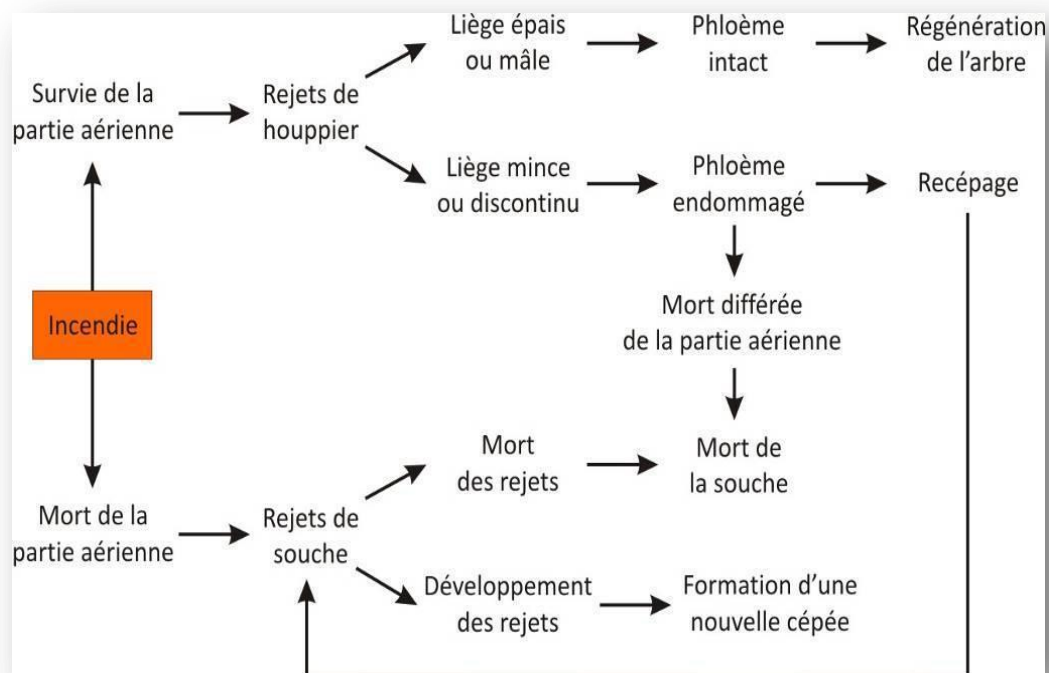 Liège épais
ou mâle
Phloème
intact
Régénération
de l'arbre
Survie de la
partie aérienne
Rejets de
houppier
Liège mince
ou discontinu
Phloème
endommagé
Recépage
Incendie
Mort différée
de la partie aérienne
Mort
des rejets
Mort de
la souche
Mort de la
partie aérienne
Rejets de
souche
Développement
des rejets
Formation d'une
nouvelle cépée